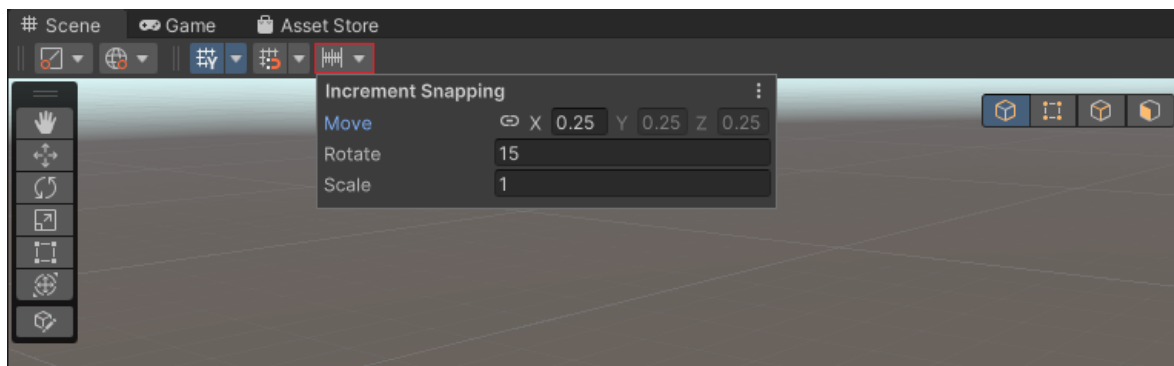 Scene Game Asset Store
Y
Increment Snapping
Move X 0.25 Y 0.25 Z 0.25
Rotate 15
Scale 1